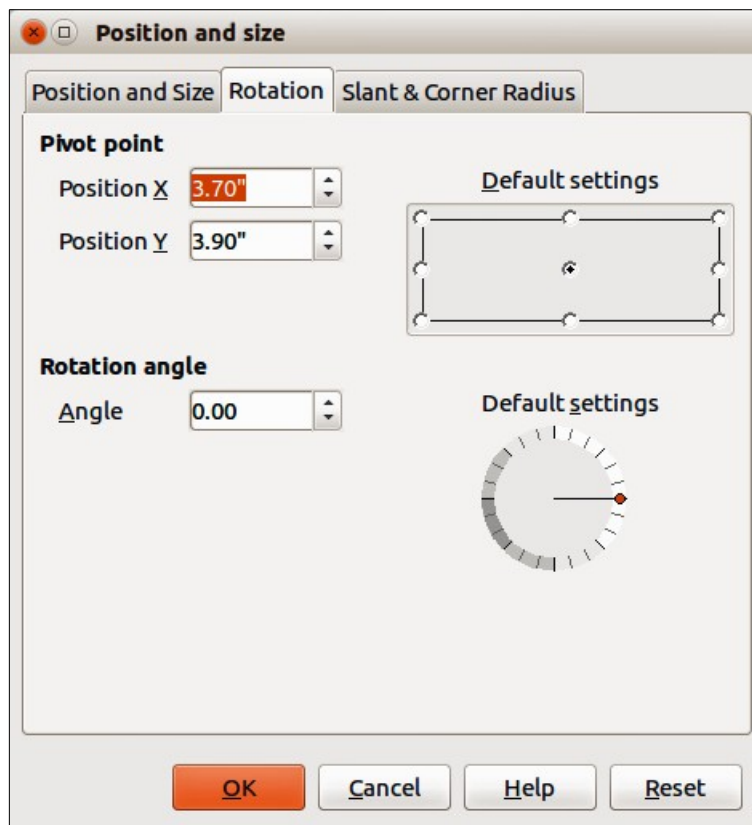 Position and size
Position and Size Rotation Slant & Corner Radius
Pivot point
Position X 3.70"
Default settings
Position Y 3.90"
Rotation angle
Angle 0.00
Default settings
OK Cancel Help Reset